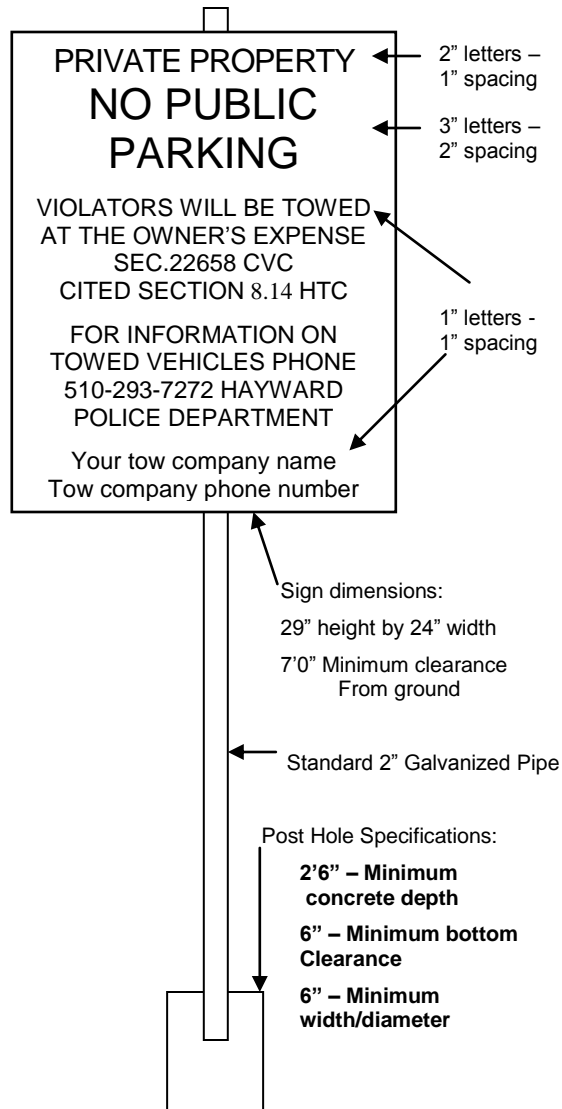 PRIVATE PROPERTY
NO PUBLIC
PARKING
VIOLATORS WILL BE TOWED
AT THE OWNER’S EXPENSE
SEC.22658 CVC
CITED SECTION 8.14 HTC
FOR INFORMATION ON
TOWED VEHICLES PHONE
510-293-7272 HAYWARD
POLICE DEPARTMENT
Your tow company name
Tow company phone number
2” letters –
1” spacing
3” letters –
2” spacing
1” letters -
1” spacing
Sign dimensions:
29” height by 24” width
7’0” Minimum clearance
From ground
Standard 2” Galvanized Pipe
Post Hole Specifications:
2’6” – Minimum
concrete depth
6” – Minimum bottom
Clearance
6” – Minimum
width/diameter